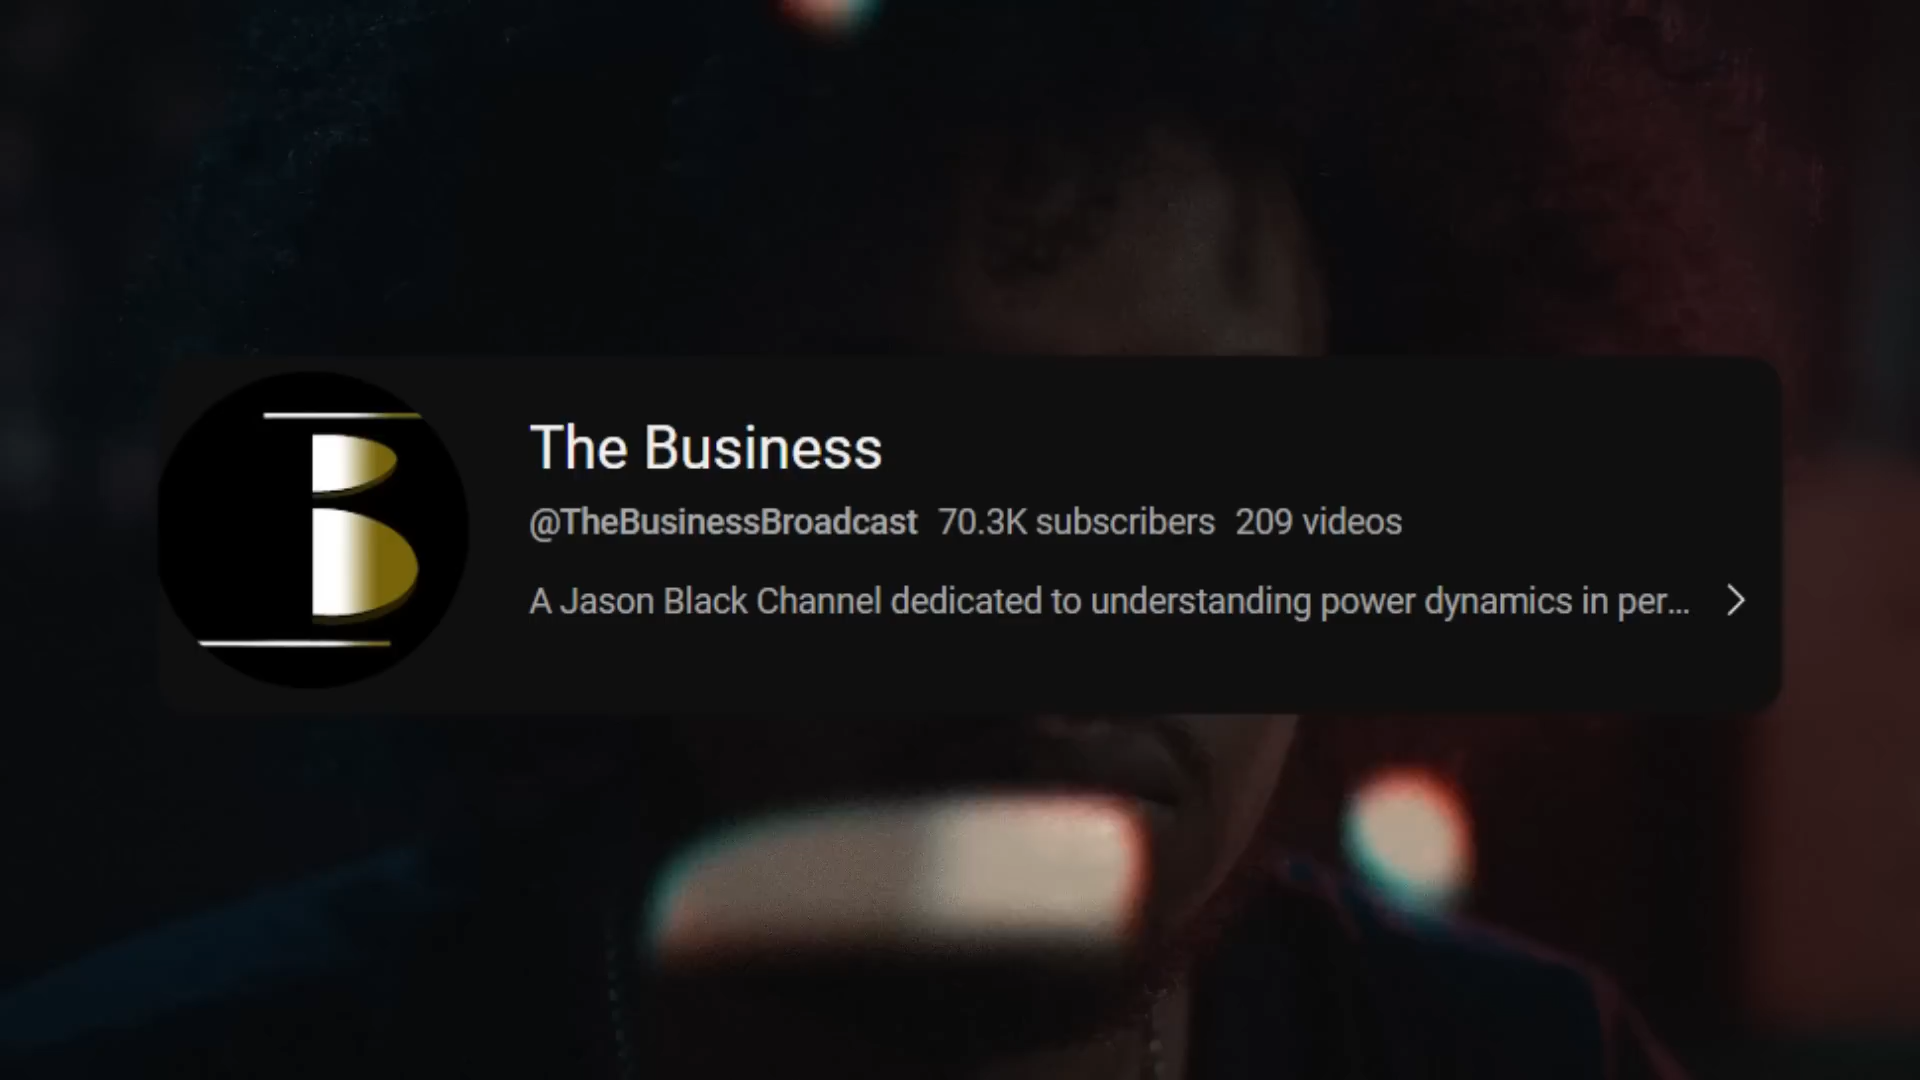 The Business
@TheBusinessBroadcast 70.3K subscribers 209 videos
A Jason Black Channel dedicated to understanding power dynamics in per...